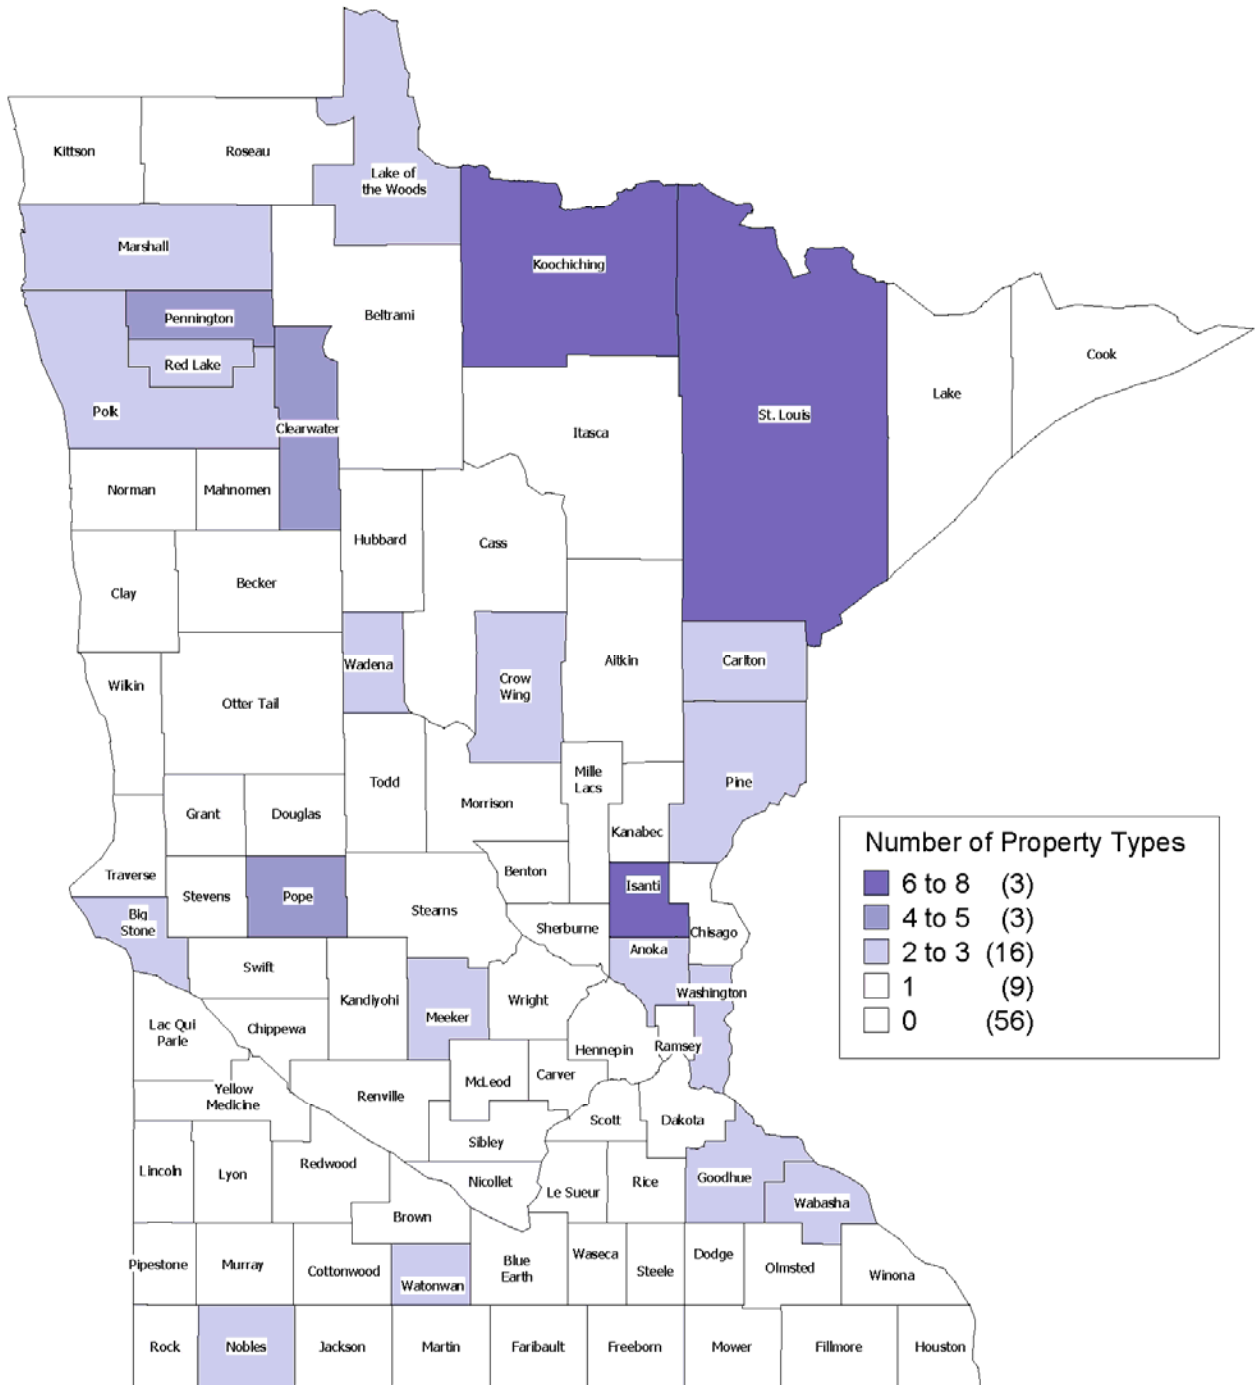 Kittson
Roseau
Lake of
the Woods
Marshall
Koochiching
Pennington
Beltrami
Red Lake
Cook
Lake
Polk
St. Louis
Clearwater
Itasca
Norman
Mahnomen
Hubbard
Cass
Becker
Clay
Wadena
Aitkin
Carlton
Crow
Wing
Wilkin
Otter Tail
Todd
Mille
Lacs
Pine
Morrison
Grant
Douglas
Kanabec
Number of Property Types
6 to 8 (3)
4 to 5 (3)
2 to 3 (16)
1 (9)
0 (56)
Traverse
Benton
Isanti
Stevens
Pope
Stearns
Big
Stone
Sherburne
Chisago
Anoka
Swift
Washington
Kandiyohi
Wright
Meeker
Lac Qui
Parle
Chippewa
Hennepin
Ramsey
Carver
McLeod
Yellow
Medicine
Renville
Scott
Dakota
Sibley
Lincoln
Lyon
Redwood
Nicollet
Le Sueur
Rice
Goodhue
Wabasha
Brown
Pipestone
Murray
Cottonwood
Watonwan
Blue
Earth
Waseca
Steele
Dodge
Olmsted
Winona
Rock
Nobles
Jackson
Martin
Faribault
Freeborn
Mower
Fillmore
Houston